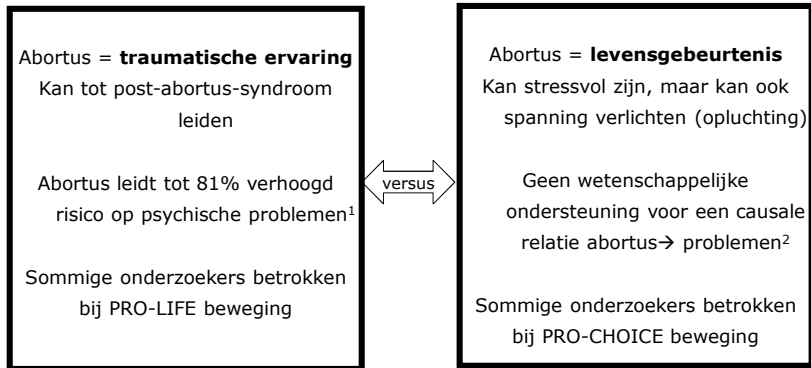 Abortus = traumatische ervaring
Kan tot post-abortus-syndroom
leiden
Abortus leidt tot 81% verhoogd
risico op psychische problemen¹
Sommige onderzoekers betrokken
bij PRO-LIFE beweging
versus
Abortus = levensgebeurtenis
Kan stressvol zijn, maar kan ook
spanning verlichten (opluchting)
Geen wetenschappelijke
ondersteuning voor een causale
relatie abortus→ problemen²
Sommige onderzoekers betrokken
bij PRO-CHOICE beweging